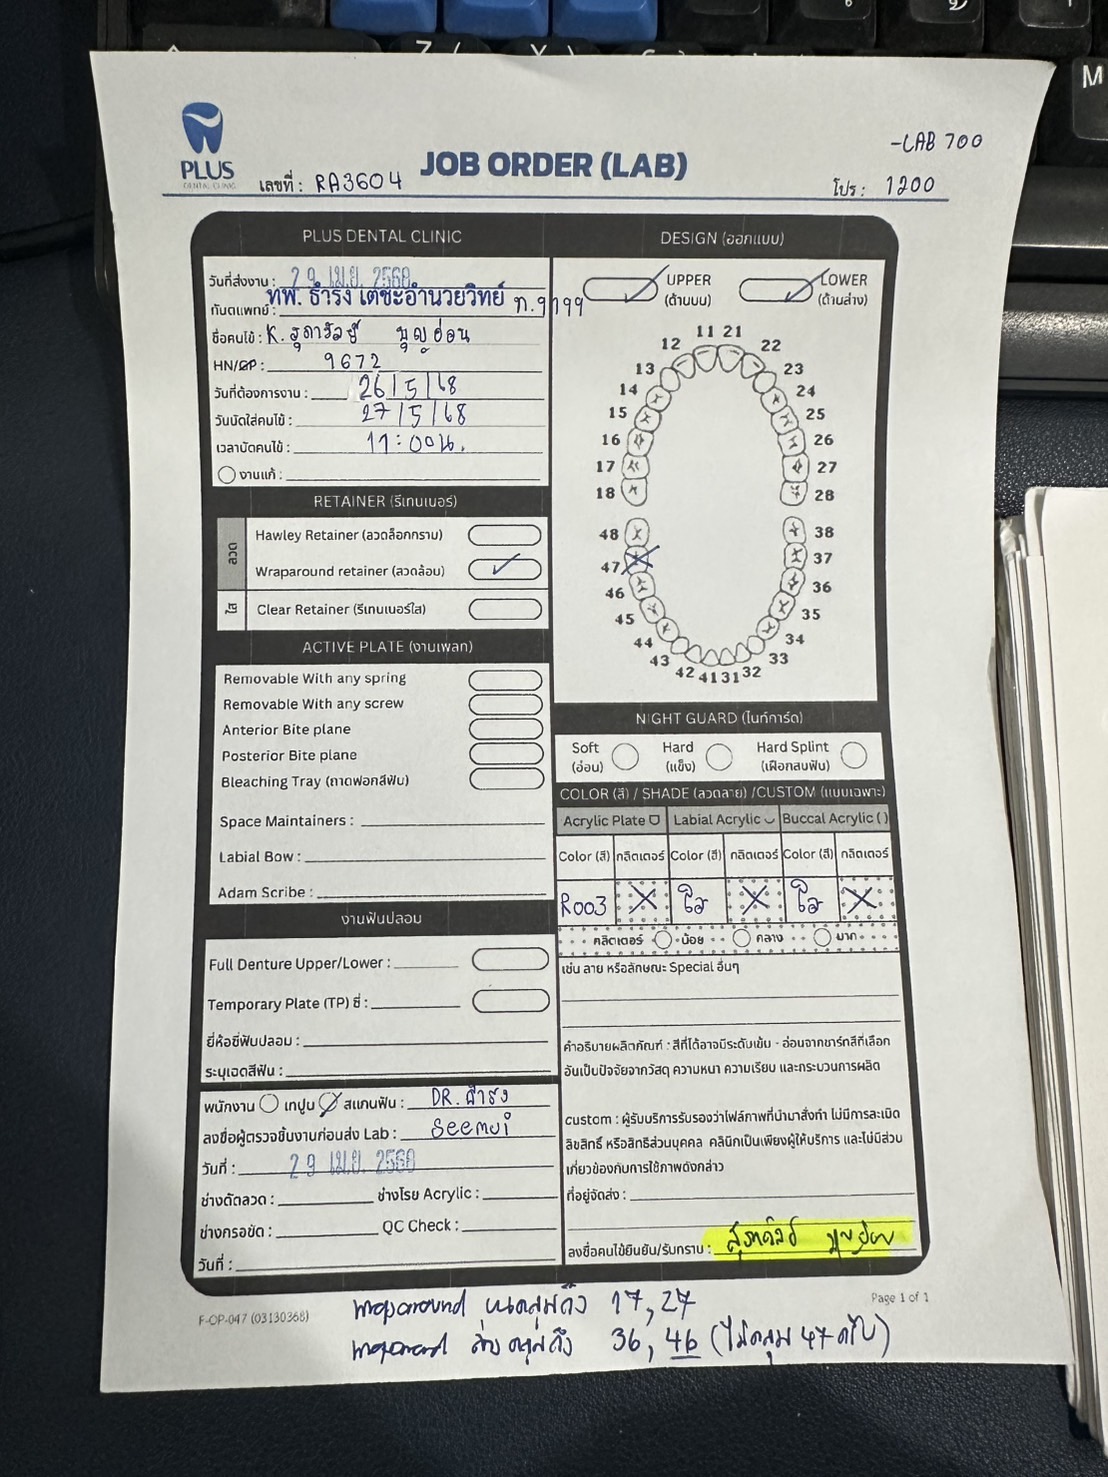 PLUS
DENTAL CLINIC
JOB ORDER (LAB)
-LAB 700
เลขที่ : RA3604
โปร : 1200
PLUS DENTAL CLINIC
วันที่ส่งงาน : 29 เม.ย. 2568
ทันตแพทย์ : ทพ. ธำรง เตชะอำนวยวิทย์ ท.9199
ชื่อคนไข้ : K.
HN/GP : 9672
วันที่ต้องการงาน : 26/5/68
วันนัดใส่คนไข้ : 27/5/68
เวลานัดคนไข้ : 11:00น.
งานแก้ :
RETAINER (รีเทนเนอร์)
ลวด
Hawley Retainer (ลวดล็อกกราม)
Wraparound retainer (ลวดล้อม)
ใส
Clear Retainer (รีเทนเนอร์ใส)
ACTIVE PLATE (งานเพลท)
Removable With any spring
Removable With any screw
Anterior Bite plane
Posterior Bite plane
Bleaching Tray (ถาดฟอกสีฟัน)
Space Maintainers :
Labial Bow :
Adam Scribe :
งานฟันปลอม
Full Denture Upper/Lower :
Temporary Plate (TP) ซี่ :
ยี่ห้อซี่ฟันปลอม :
ระบุเฉดสีฟัน :
พนักงาน เทปูน สแกนฟัน : DR. ธำรง
ลงชื่อผู้ตรวจชิ้นงานก่อนส่ง Lab : Seemui
วันที่ : 29 เม.ย. 2568
ช่างดัดลวด : ช่างโรย Acrylic :
ช่างกรอขัด : QC Check :
วันที่ :
DESIGN (ออกแบบ)
UPPER (ด้านบน)
LOWER (ด้านล่าง)
11 21
12 22
13 23
14 24
15 25
16 26
17 27
18 28
48 38
47 37
46 36
45 35
44 34
43 33
42 41 31 32
NIGHT GUARD (ไนท์การ์ด)
Soft (อ่อน)
Hard (แข็ง)
Hard Splint (เฝือกสบฟัน)
COLOR (สี) / SHADE (ลวดลาย) /CUSTOM (แบบเฉพาะ)
Acrylic Plate Labial Acrylic Buccal Acrylic ( )
Color (สี) กลิตเตอร์ Color (สี) กลิตเตอร์ Color (สี) กลิตเตอร์
R003 X ใส X ใส X
กลิตเตอร์ น้อย กลาง มาก
เช่น ลาย หรือลักษณะ Special อื่นๆ
คำอธิบายผลิตภัณฑ์ : สีที่ได้อาจมีระดับเข้ม - อ่อนจากชาร์ทสีที่เลือก
อันเป็นปัจจัยจากวัสดุ ความหนา ความเรียบ และกระบวนการผลิต
custom : ผู้รับบริการรับรองว่าไฟล์ภาพที่นำมาสั่งทำ ไม่มีการละเมิด
ลิขสิทธิ์ หรือสิทธิส่วนบุคคล คลินิกเป็นเพียงผู้ให้บริการ และไม่มีส่วน
เกี่ยวข้องกับการใช้ภาพดังกล่าว
ที่อยู่จัดส่ง :
ลงชื่อคนไข้ยืนยัน/รับทราบ :
F-OP-047 (03130368)
Page 1 of 1
wraparound บนคลุมถึง 17, 27
wraparound ล่างคลุมถึง 36, 46 (ไม่คลุม 47